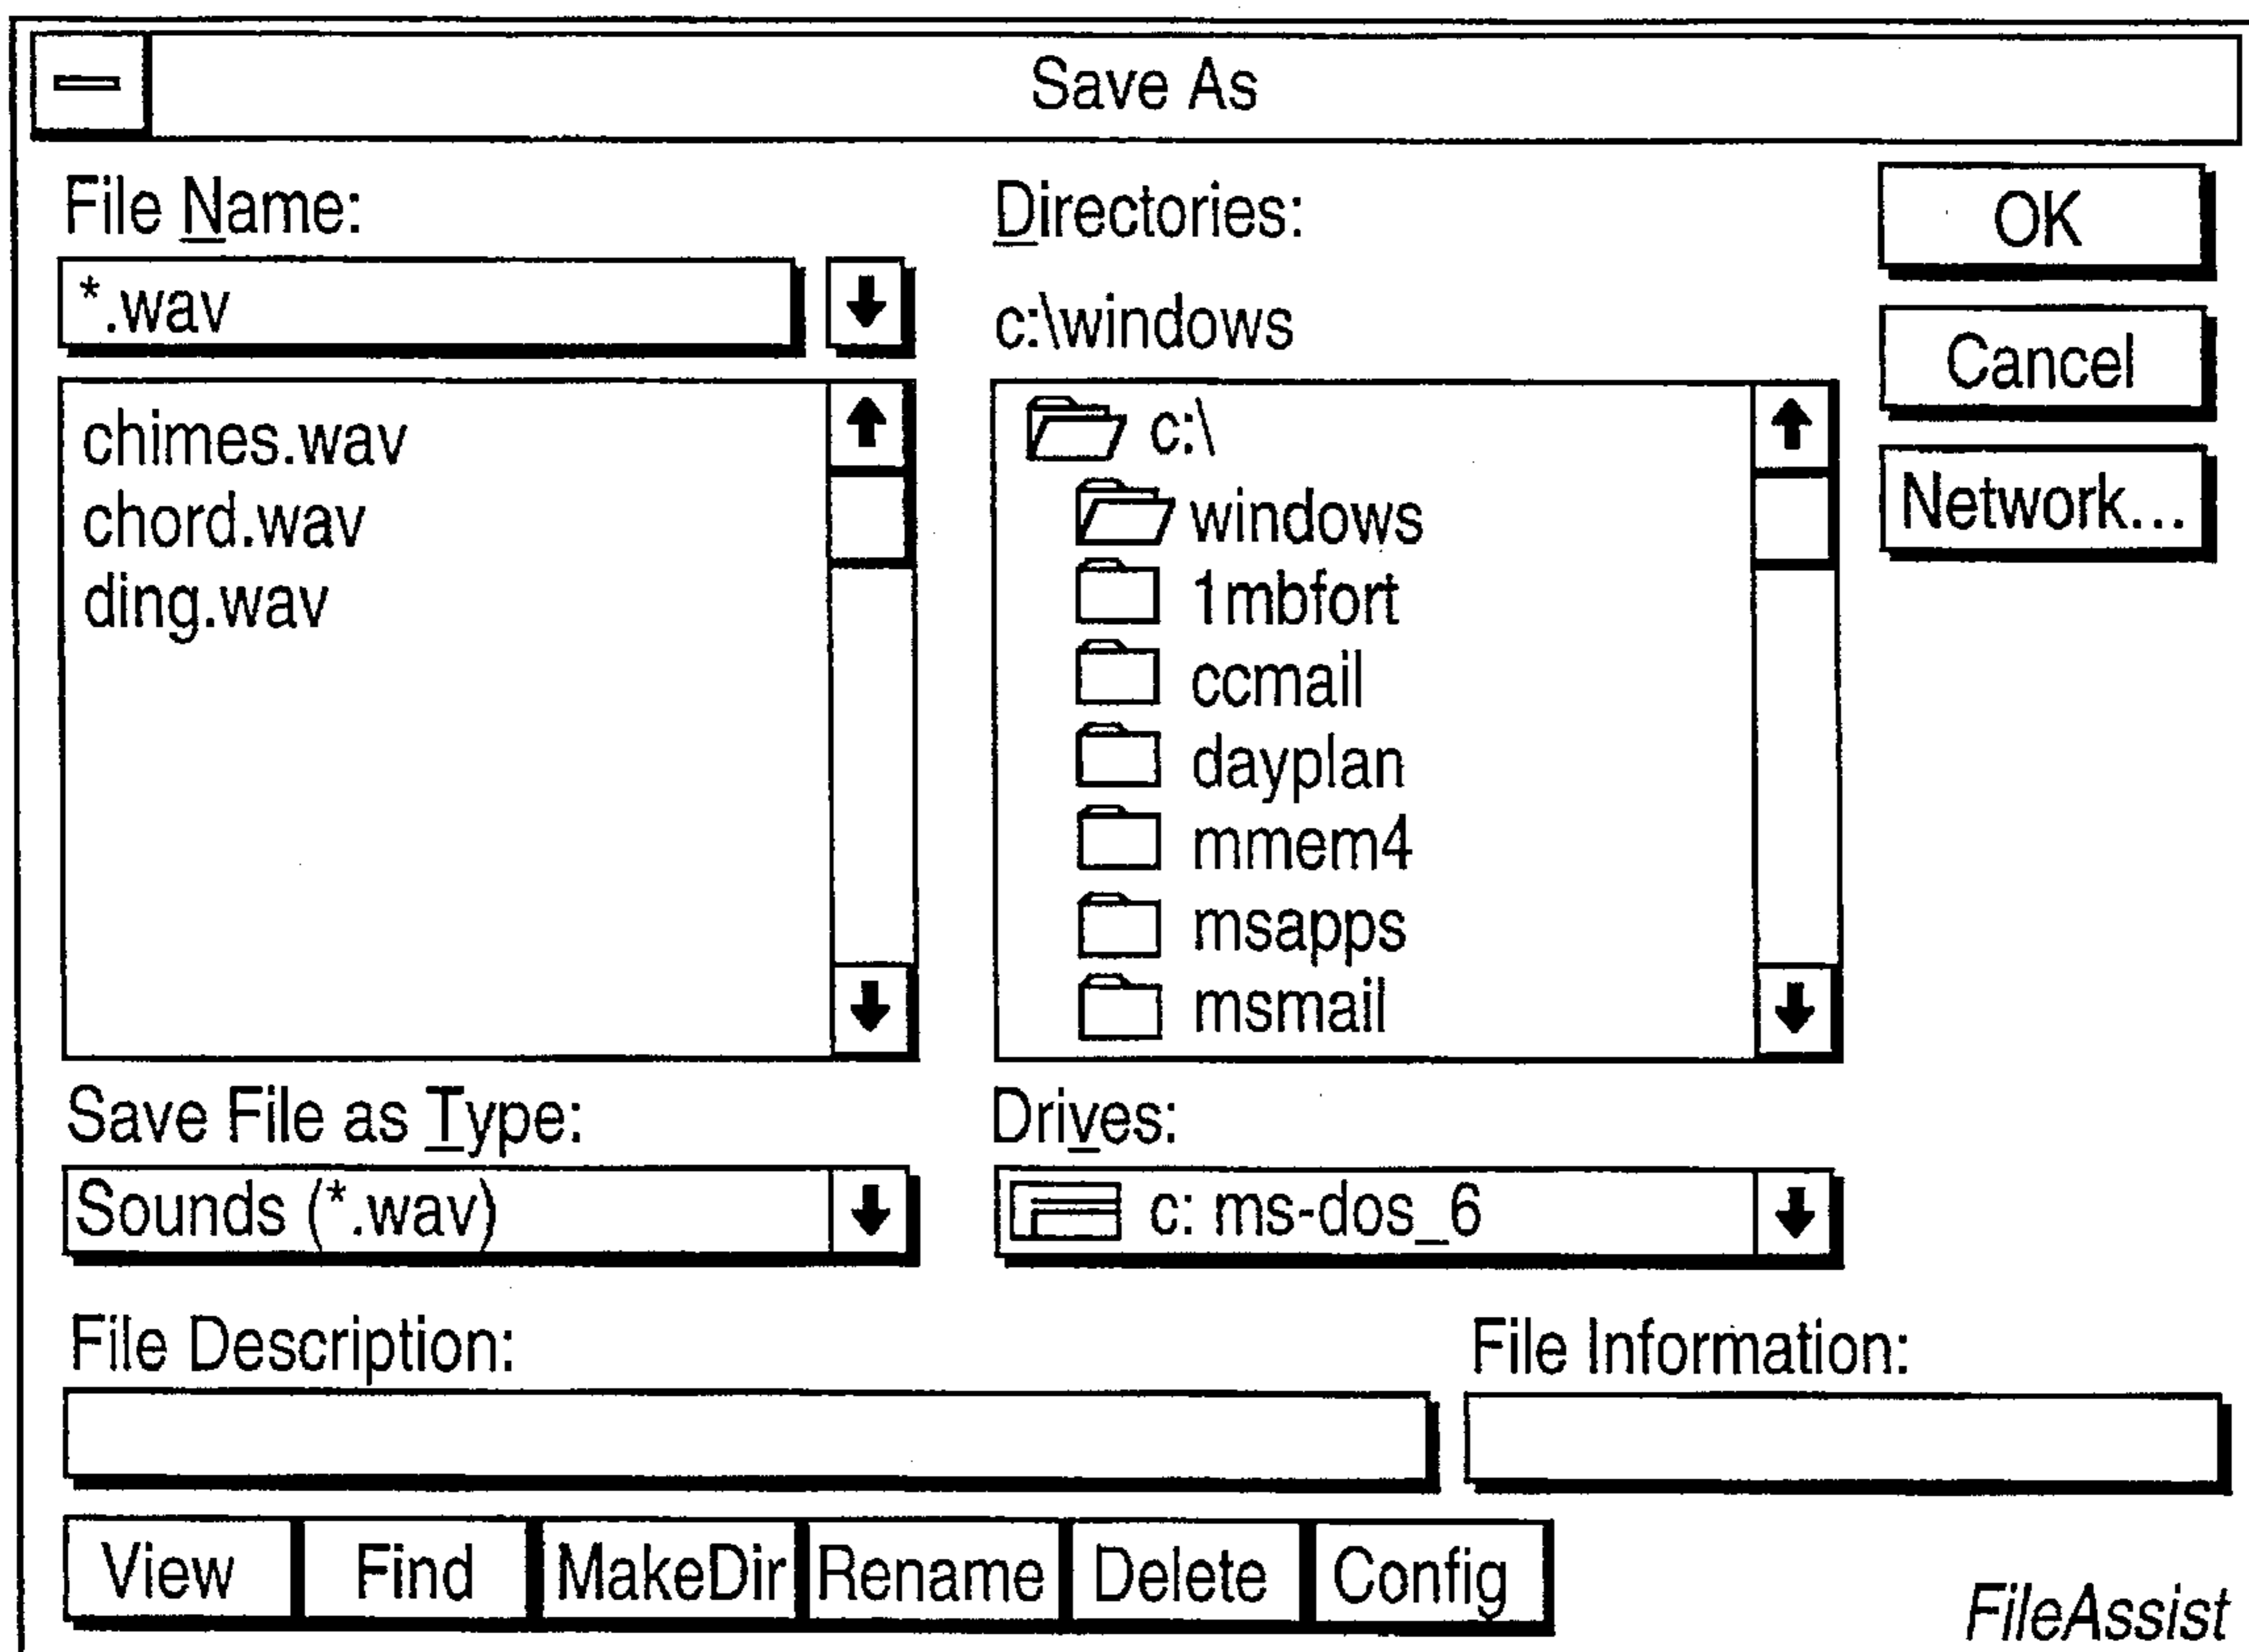 Save As
File Name:
*.wav
chimes.wav
chord.wav
ding.wav
Directories:
c:\windows
c:\
windows
1mbfort
ccmail
dayplan
mmem4
msapps
msmail
OK
Cancel
Network...
Save File as Type:
Sounds (*.wav)
Drives:
c: ms-dos_6
File Description:
File Information:
View Find MakeDir Rename Delete Config
FileAssist